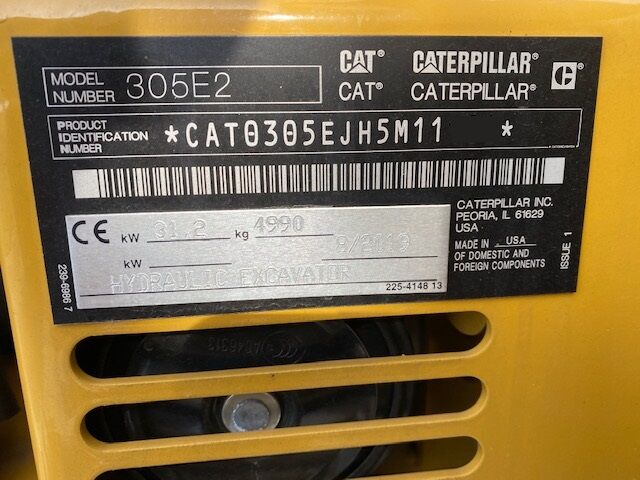 MODEL NUMBER 305E2
CAT® CATERPILLAR®
CAT® CATERPILLAR®
C
PRODUCT IDENTIFICATION NUMBER *CAT0305EJH5M11 *
CE kW 31.2 kg 4990
kW 8/2019
HYDRAULIC EXCAVATOR
225-4148 13
CATERPILLAR INC.
PEORIA, IL 61629
USA
MADE IN USA
OF DOMESTIC AND
FOREIGN COMPONENTS
ISSUE 1
239-6986 7